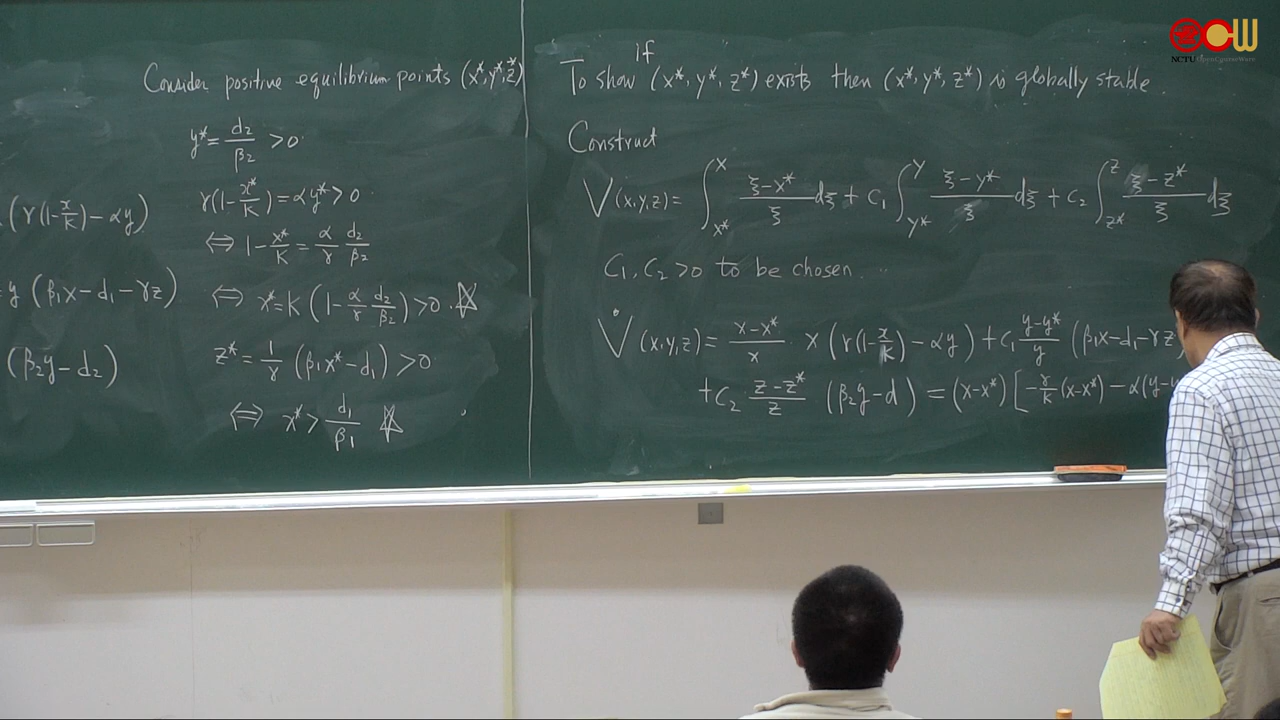 Consider positive equilibrium points (x*,y*,z*)
y* = d₂/β₂ > 0
(r(1-x/K)-αy)
r(1-x*/K) = αy* > 0
⇔ 1-x*/K = α/r d₂/β₂
= y (β₁x-d₁-γz)
⇔ x* = K(1-α/r d₂/β₂) > 0 ☆
(β₂y-d₂)
z* = 1/γ (β₁x*-d₁) > 0
⇔ x* > d₁/β₁ ☆
if
To show (x*, y*, z*) exists then (x*, y*, z*) is globally stable.
Construct
V(x,y,z) = ∫_{x*}^{x} (ξ-x*)/ξ dξ + C₁ ∫_{y*}^{y} (ξ-y*)/ξ dξ + C₂ ∫_{z*}^{z} (ξ-z*)/ξ dξ
C₁, C₂ > 0 to be chosen.
V̇(x,y,z) = (x-x*)/x · x(r(1-x/K)-αy) + C₁ (y-y*)/y (β₁x-d₁-γz
+ C₂ (z-z*)/z (β₂y-d) = (x-x*)[-r/K (x-x*) - α(y-y
NCTU OpenCourseWare